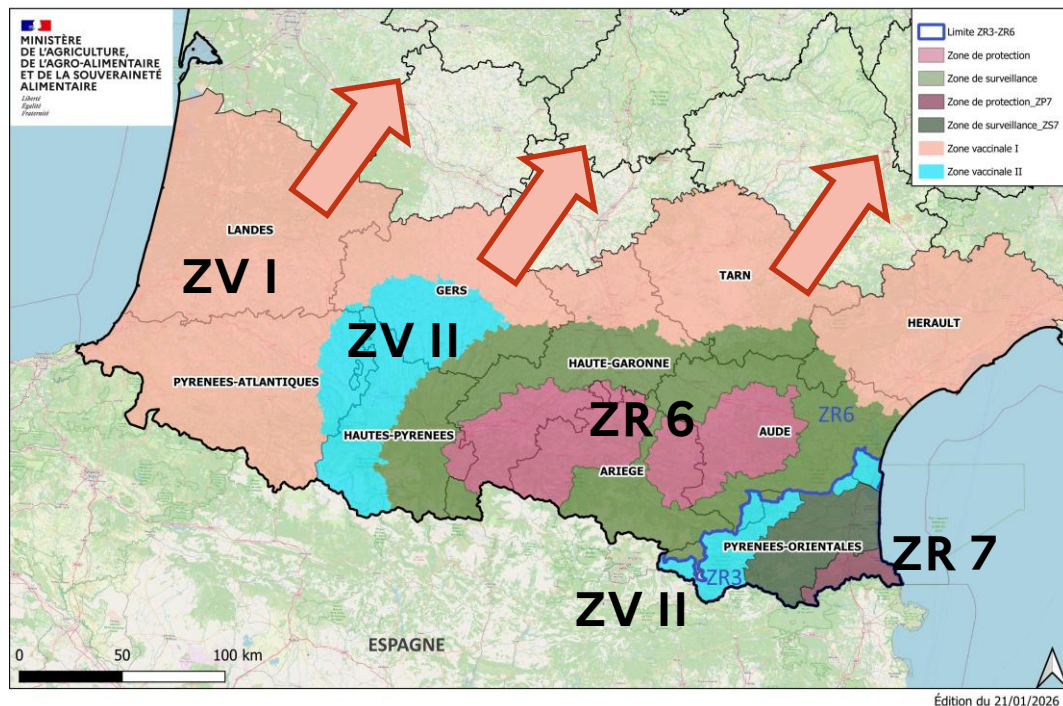 MINISTÈRE
DE L'AGRICULTURE,
DE L'AGRO-ALIMENTAIRE
ET DE LA SOUVERAINETÉ
ALIMENTAIRE
Liberté
Égalité
Fraternité
Limite ZR3-ZR6
Zone de protection
Zone de surveillance
Zone de protection_ZP7
Zone de surveillance_ZS7
Zone vaccinale I
Zone vaccinale II
LANDES
ZV I
TARN
GERS
HERAULT
ZV II
HAUTE-GARONNE
PYRENEES-ATLANTIQUES
ZR6
ZR 6
HAUTES-PYRENEES
AUDE
ARIEGE
PYRENEES-ORIENTALES
ZR 7
ZR3
ZV II
ESPAGNE
0 50 100 km
Édition du 21/01/2026